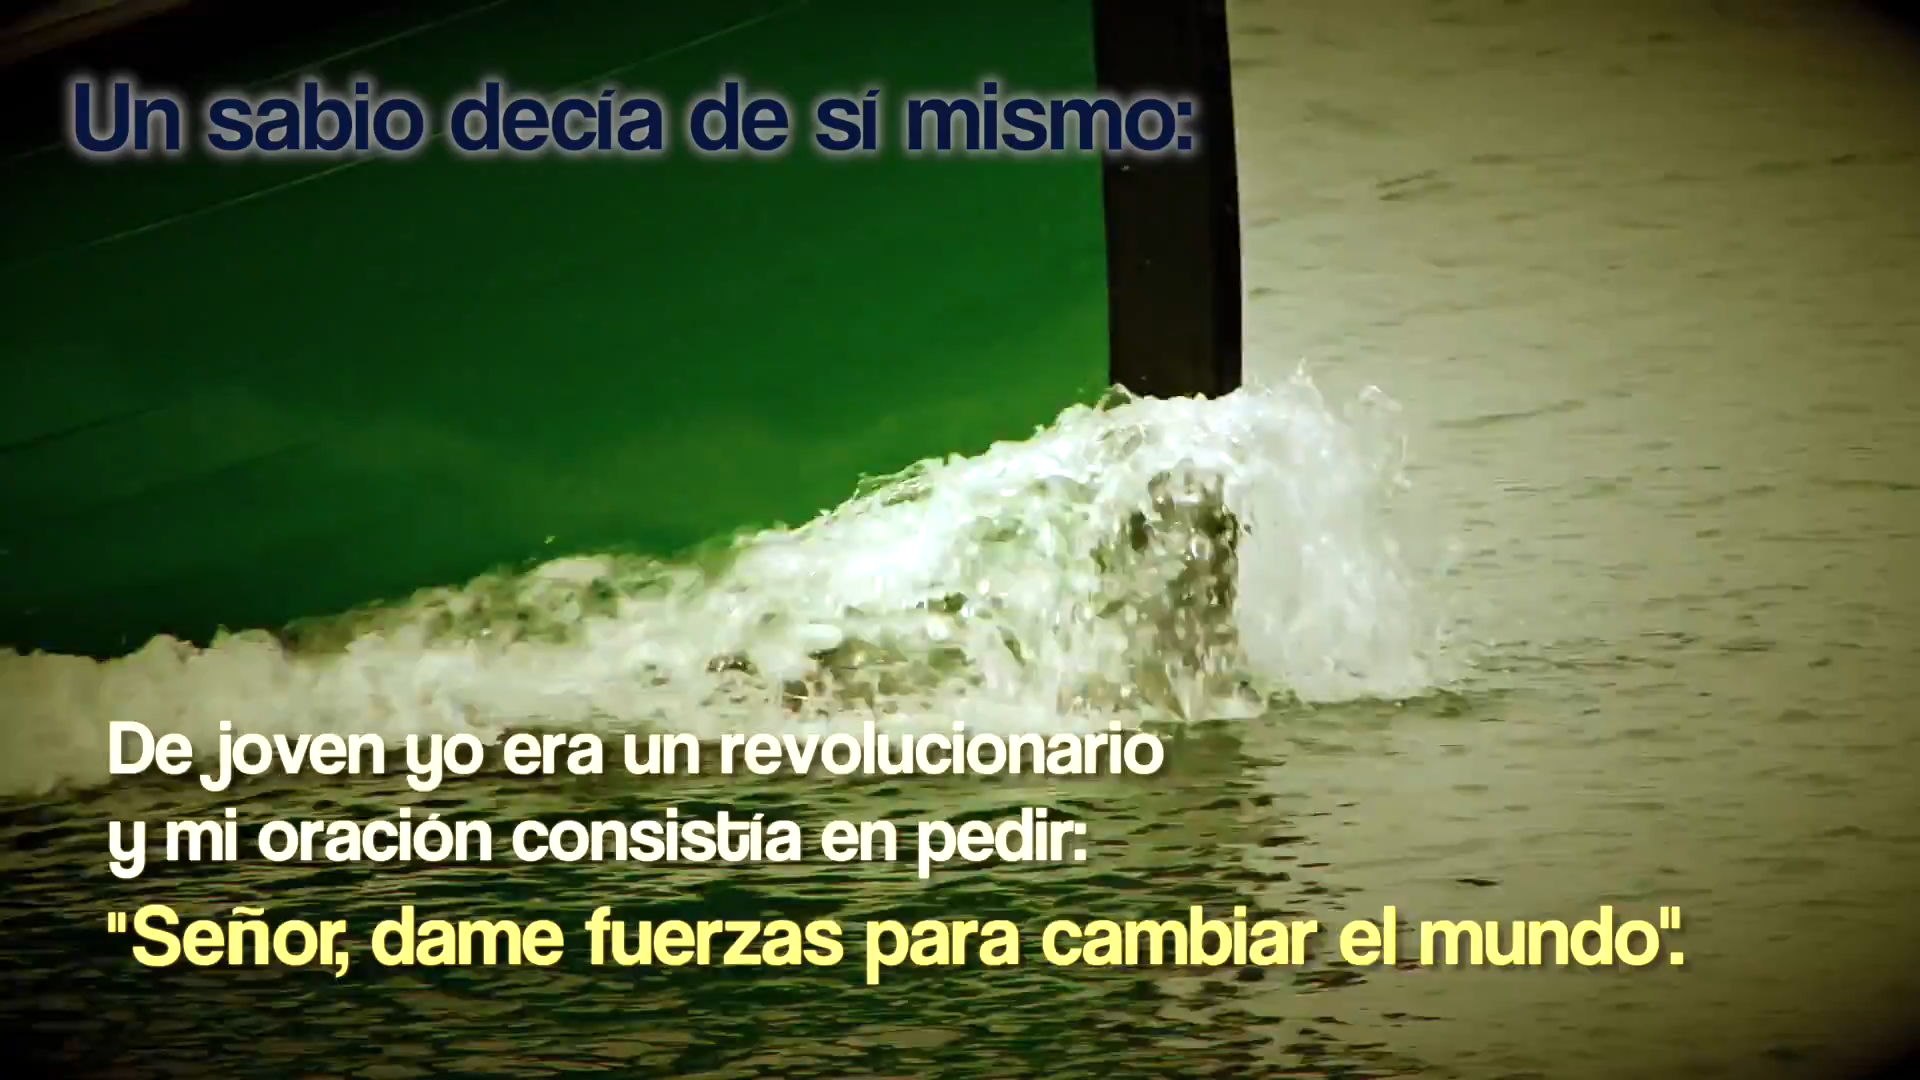 Un sabio decía de sí mismo:
De joven yo era un revolucionario
y mi oración consistía en pedir:
"Señor, dame fuerzas para cambiar el mundo".